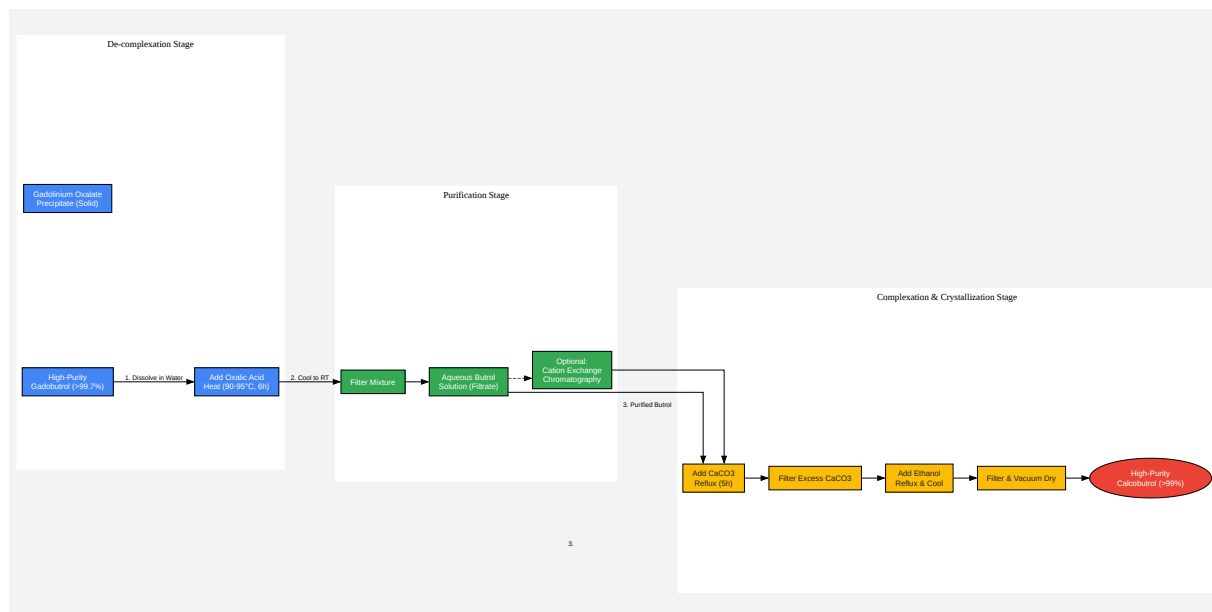 De-complexation Stage
Gadolinium Oxalate
Precipitate (Solid)
High-Purity
Gadobutrol (>99.7%)
1. Dissolve in Water
Add Oxalic Acid
Heat (90-95°C, 6h)
2. Cool to RT
Purification Stage
Filter Mixture
Aqueous Butrol
Solution (Filtrate)
Optional:
Cation Exchange
Chromatography
3. Purified Butrol
Complexation & Crystallization Stage
Add CaCO3
Reflux (5h)
Filter Excess CaCO3
Add Ethanol
Reflux & Cool
Filter & Vacuum Dry
High-Purity
Calcobutrol (>99%)
3.